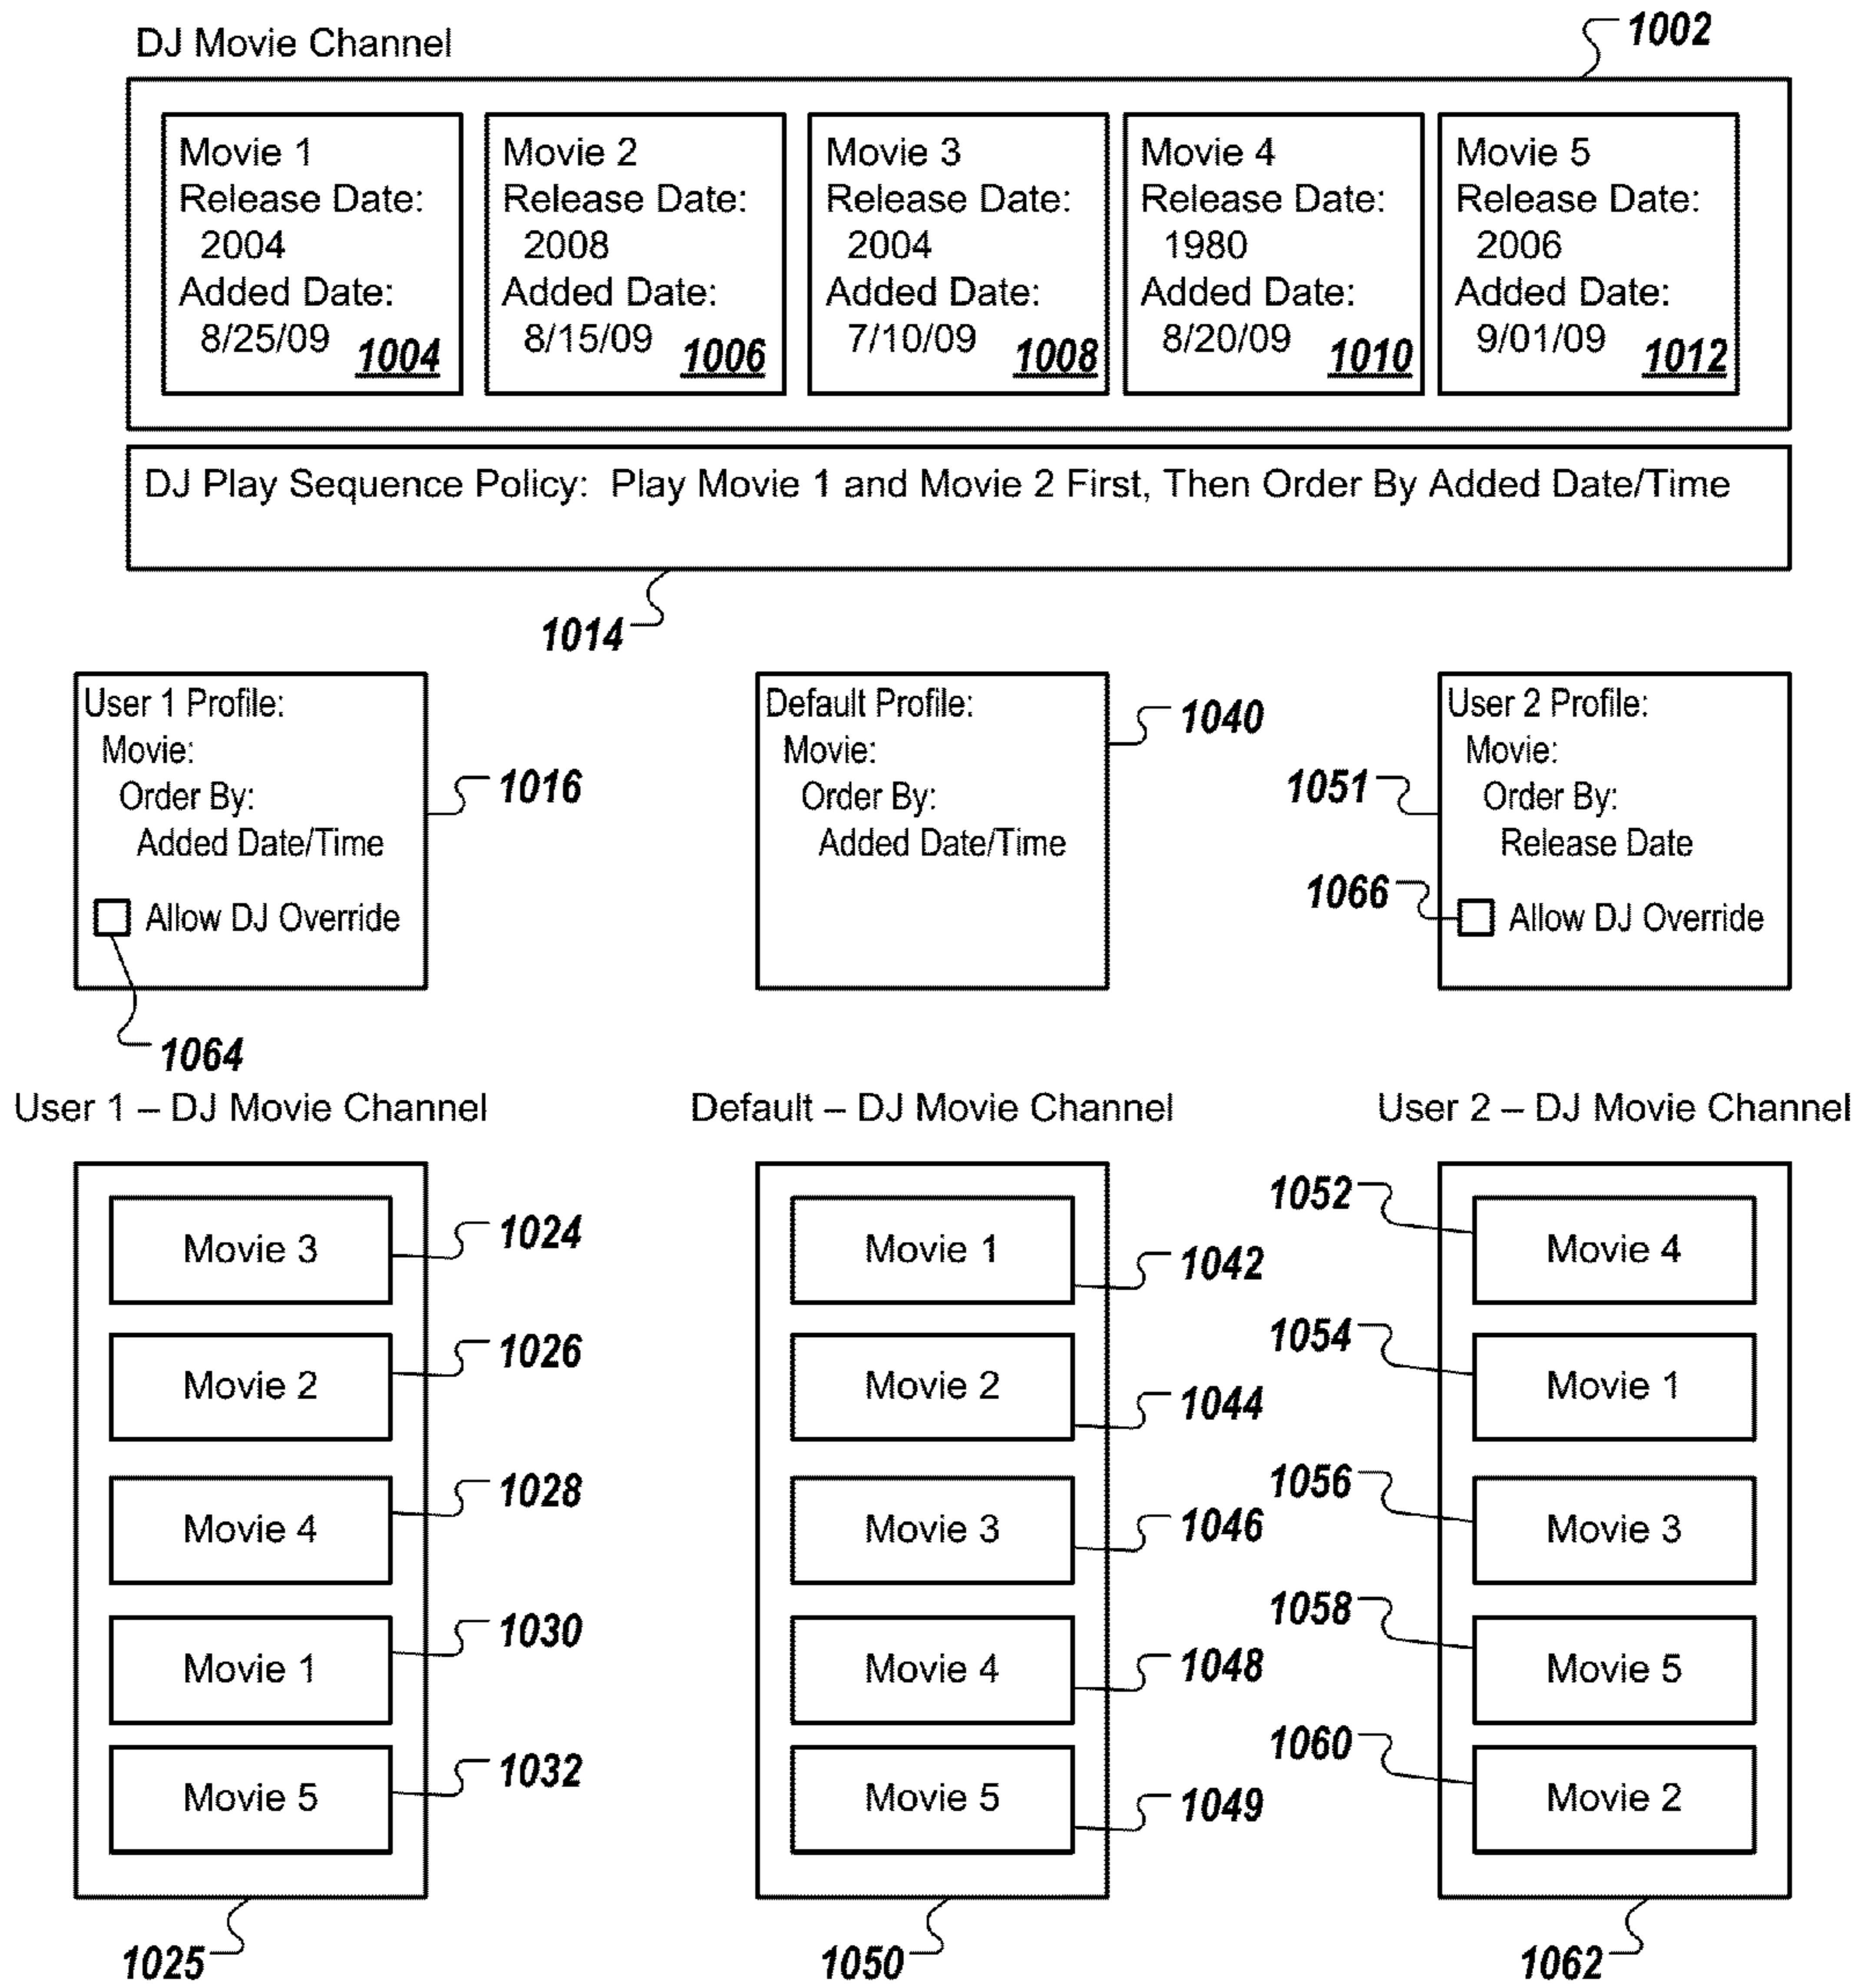 DJ Movie Channel
1002
Movie 1
Release Date:
2004
Added Date:
8/25/09 1004
Movie 2
Release Date:
2008
Added Date:
8/15/09 1006
Movie 3
Release Date:
2004
Added Date:
7/10/09 1008
Movie 4
Release Date:
1980
Added Date:
8/20/09 1010
Movie 5
Release Date:
2006
Added Date:
9/01/09 1012
DJ Play Sequence Policy: Play Movie 1 and Movie 2 First, Then Order By Added Date/Time
1014
User 1 Profile:
Movie:
Order By:
Added Date/Time
Allow DJ Override
1016
1064
Default Profile:
Movie:
Order By:
Added Date/Time
1040
User 2 Profile:
Movie:
Order By:
Release Date
Allow DJ Override
1051
1066
User 1 – DJ Movie Channel
Movie 3
1024
Movie 2
1026
Movie 4
1028
Movie 1
1030
Movie 5
1032
1025
Default – DJ Movie Channel
Movie 1
1042
Movie 2
1044
Movie 3
1046
Movie 4
1048
Movie 5
1049
1050
User 2 – DJ Movie Channel
1052
Movie 4
1054
Movie 1
1056
Movie 3
1058
Movie 5
1060
Movie 2
1062